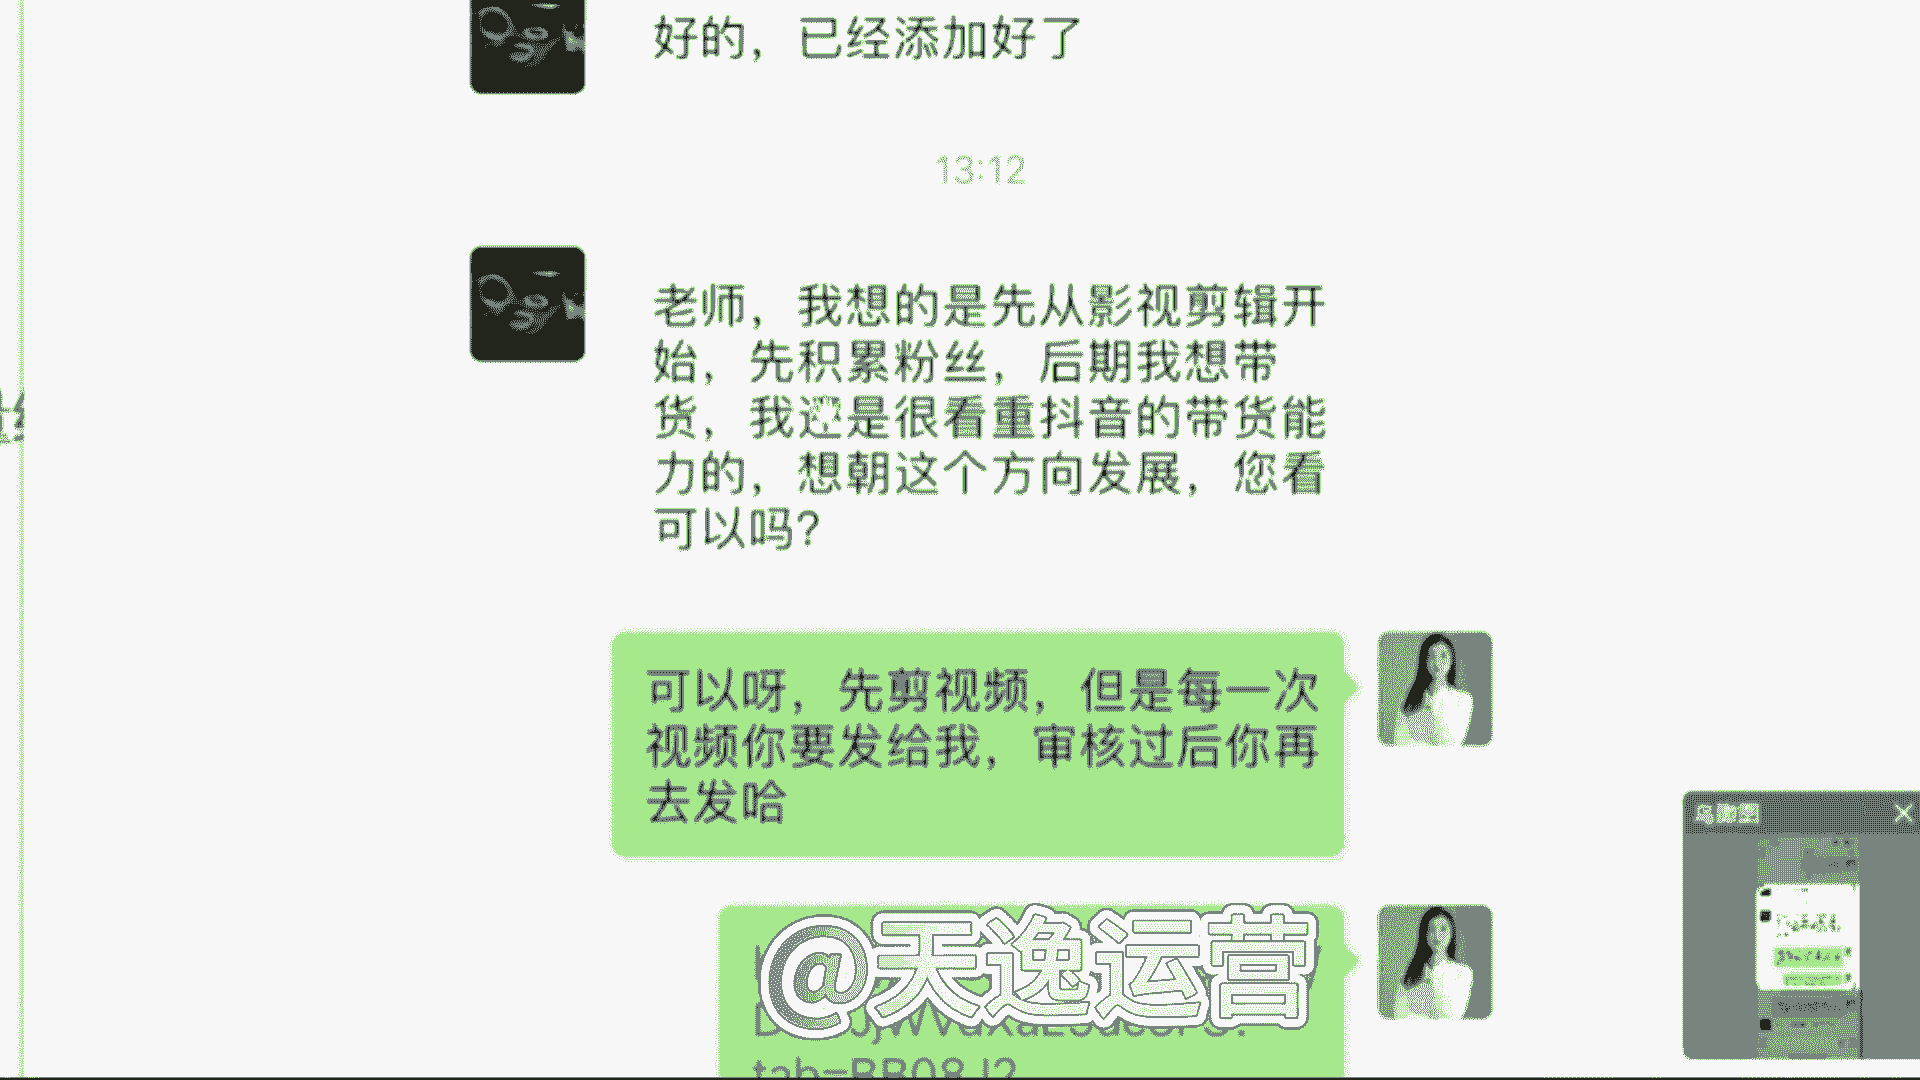 好的，已经添加好了
13:12
老师，我想的是先从影视剪辑开
始，先积累粉丝，后期我想带
货，我还是很看重抖音的带货能
力的，想朝这个方向发展，您看
可以吗？
可以呀，先剪视频，但是每一次
视频你要发给我，审核过后你再
去发哈
@天逸运营
tab=BB08J2